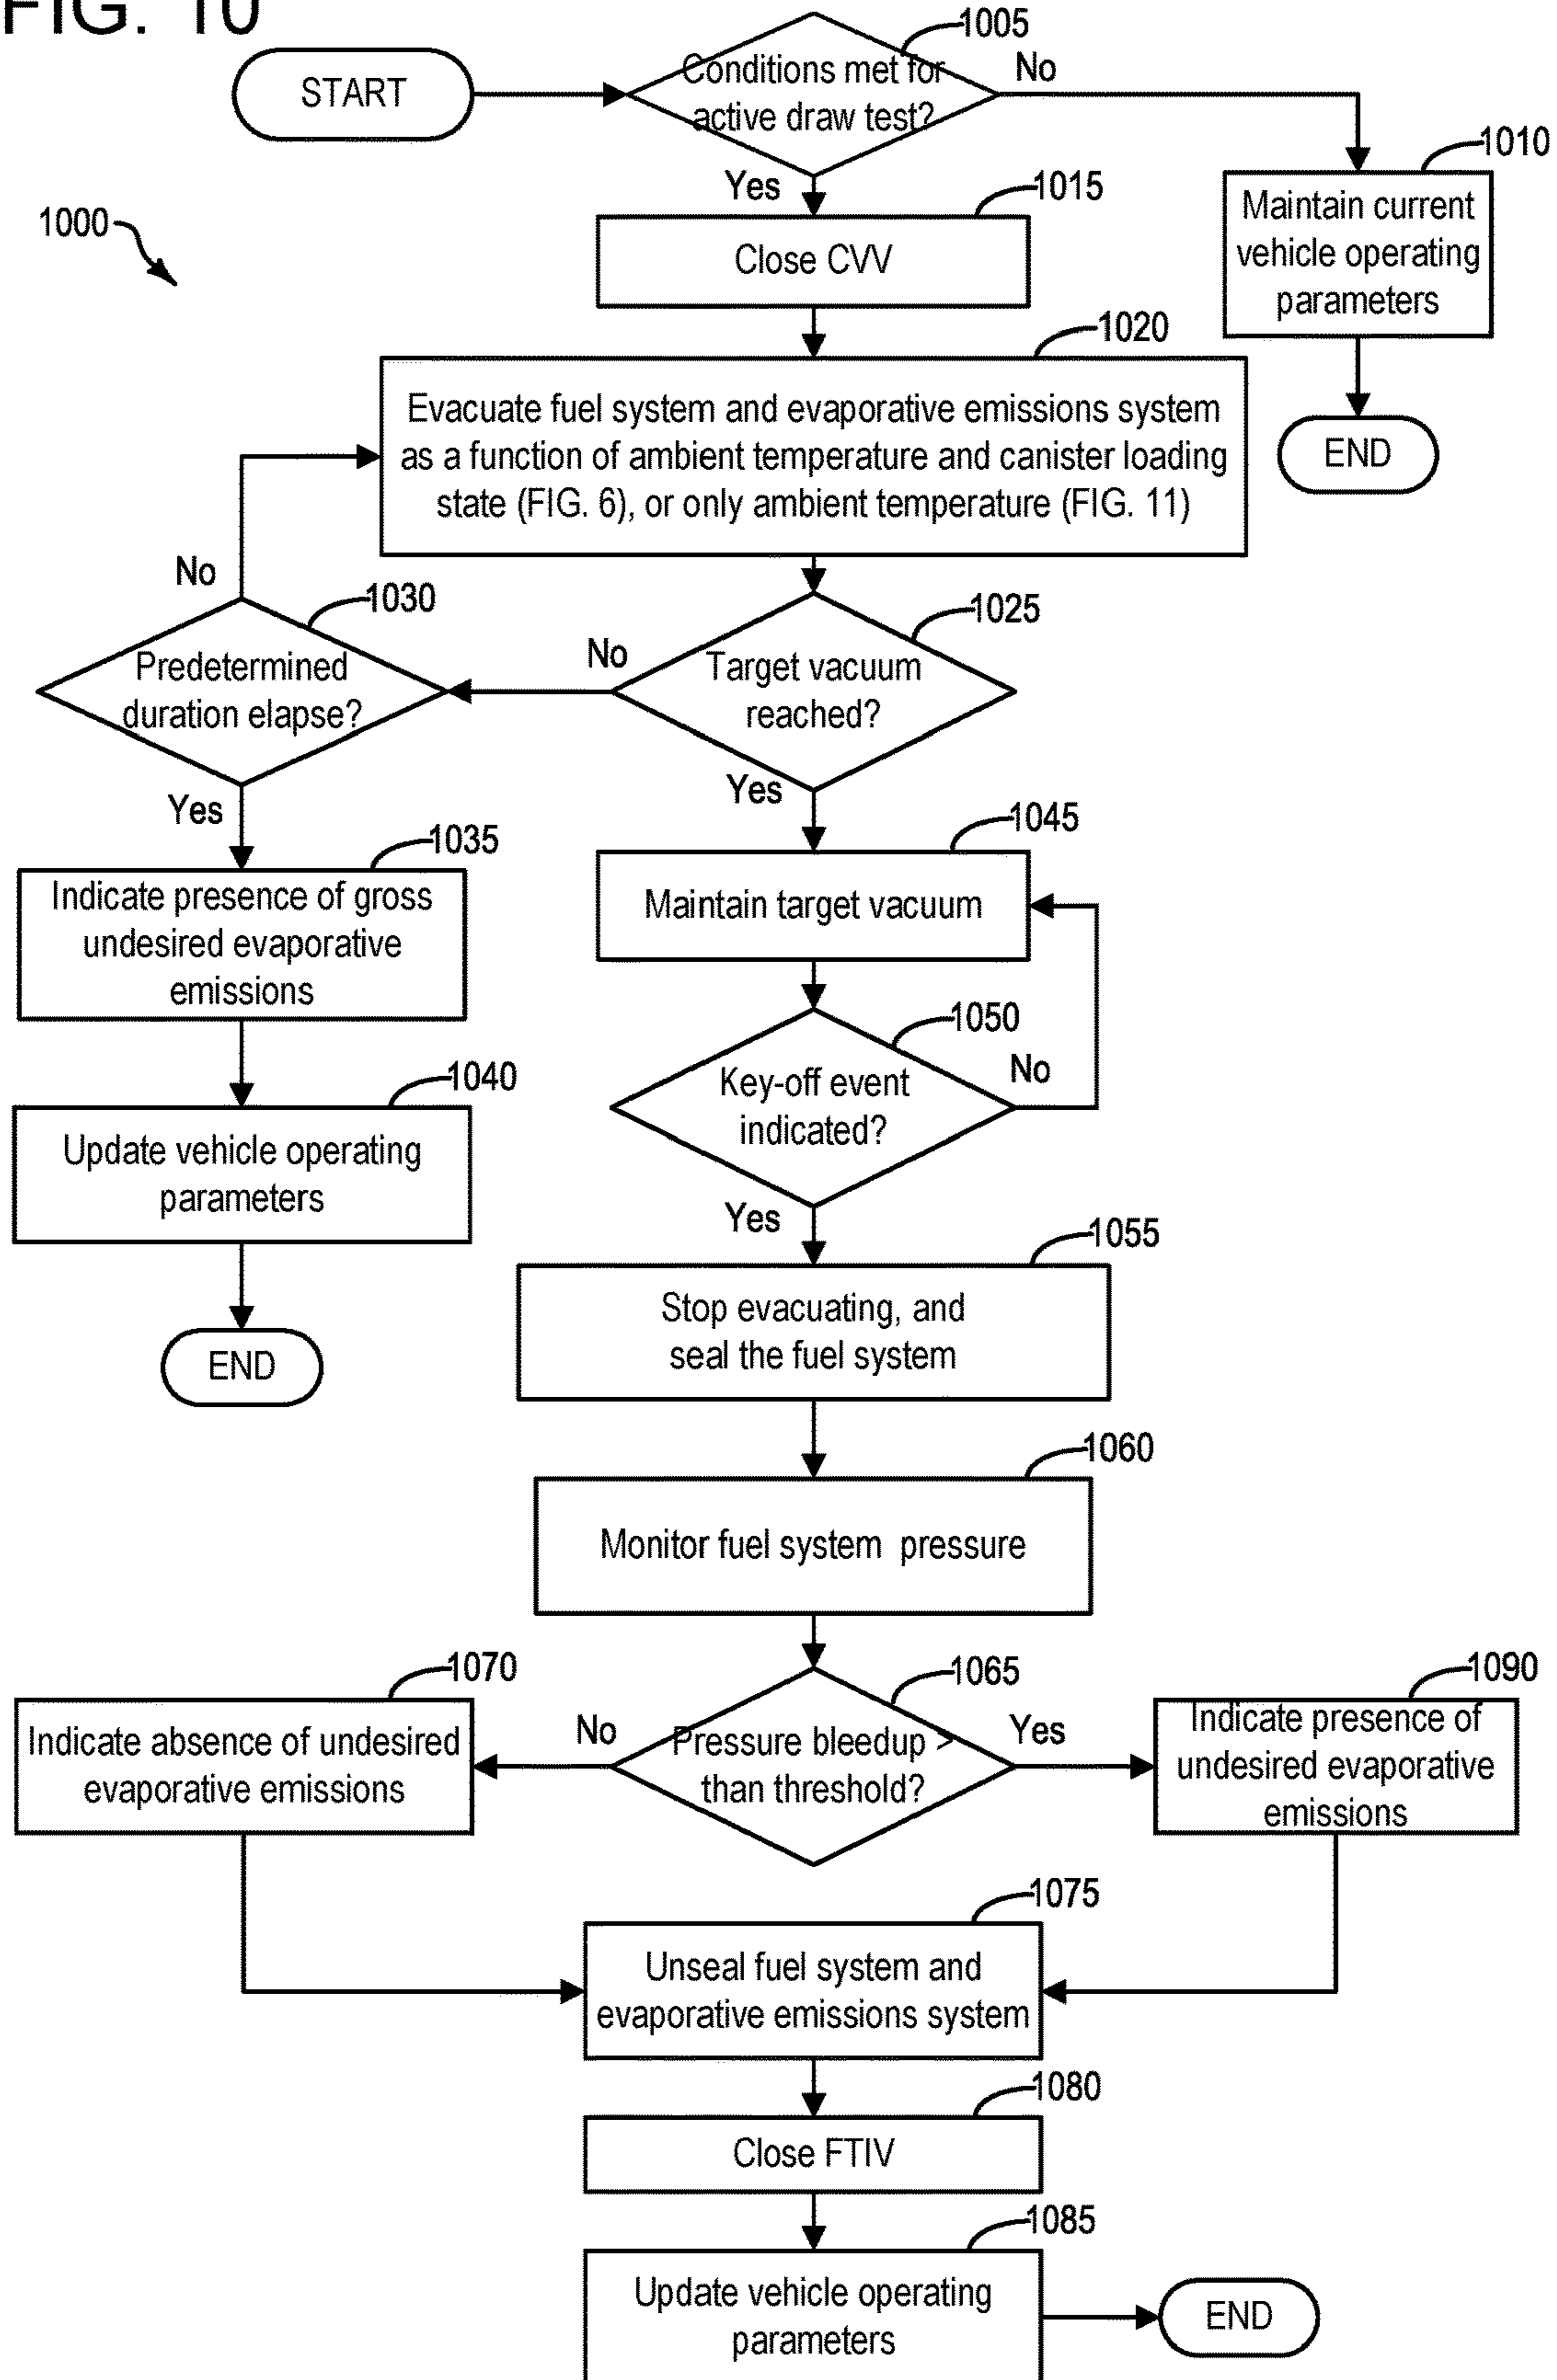 FIG. 10
START
1005
Conditions met for
active draw test?
No
1010
Maintain current
vehicle operating
parameters
END
Yes
1015
Close CVV
1000
1020
Evacuate fuel system and evaporative emissions system
as a function of ambient temperature and canister loading
state (FIG. 6), or only ambient temperature (FIG. 11)
1025
Target vacuum
reached?
No
1030
Predetermined
duration elapse?
No
Yes
1035
Indicate presence of gross
undesired evaporative
emissions
1040
Update vehicle operating
parameters
END
Yes
1045
Maintain target vacuum
1050
Key-off event
indicated?
No
Yes
1055
Stop evacuating, and
seal the fuel system
1060
Monitor fuel system pressure
1065
Pressure bleedup >
than threshold?
No
1070
Indicate absence of undesired
evaporative emissions
Yes
1090
Indicate presence of
undesired evaporative
emissions
1075
Unseal fuel system and
evaporative emissions system
1080
Close FTIV
1085
Update vehicle operating
parameters
END